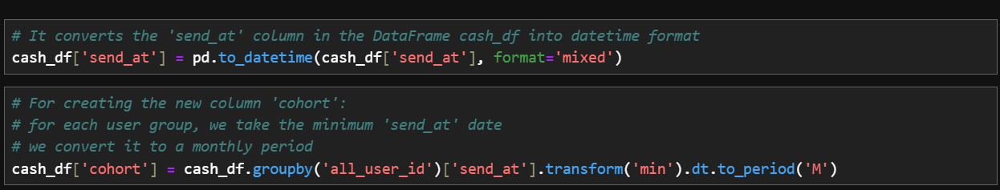 # It converts the 'send_at' column in the DataFrame cash_df into datetime format
cash_df['send_at'] = pd.to_datetime(cash_df['send_at'], format='mixed')
# For creating the new column 'cohort':
# for each user group, we take the minimum 'send_at' date
# we convert it to a monthly period
cash_df['cohort'] = cash_df.groupby('all_user_id')['send_at'].transform('min').dt.to_period('M')